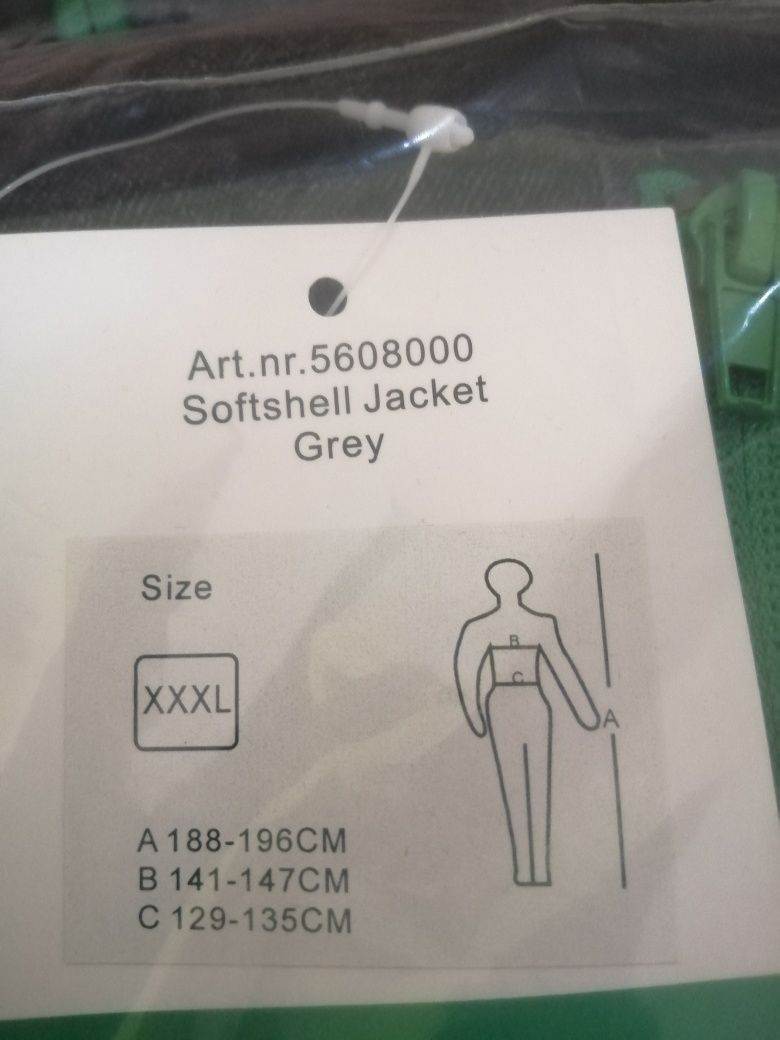 Art.nr.5608000
Softshell Jacket
Grey
Size
XXXL
B
C
A
A 188-196CM
B 141-147CM
C 129-135CM